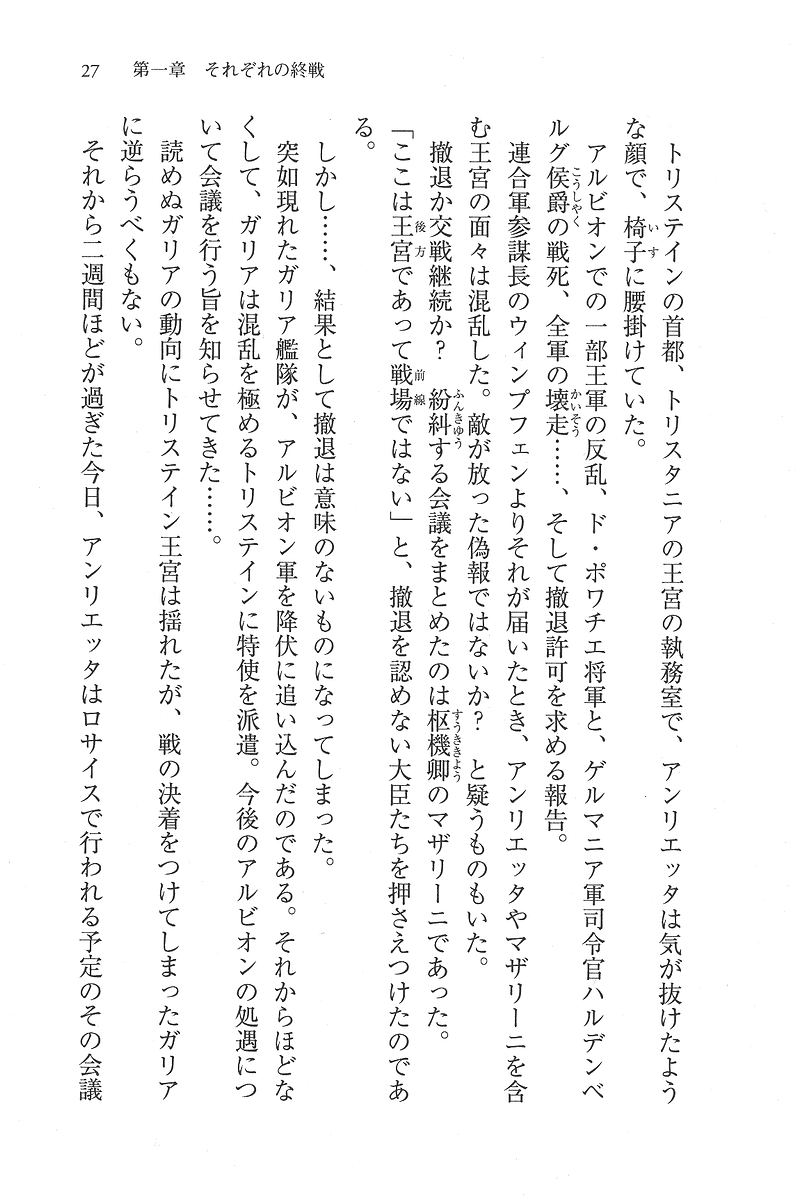 27　第一章　それぞれの終戦
　トリステインの首都、トリスタニアの王宮の執務室で、アンリエッタは気が抜けたよう
な顔で、椅子に腰掛けていた。
　アルビオンでの一部王軍の反乱、ド・ポワチエ将軍と、ゲルマニア軍司令官ハルデンベ
ルグ侯爵の戦死、全軍の壊走……、そして撤退許可を求める報告。
　連合軍参謀長のウィンプフェンよりそれが届いたとき、アンリエッタやマザリーニを含
む王宮の面々は混乱した。敵が放った偽報ではないか？　と疑うものもいた。
　撤退か交戦継続か？　紛糾する会議をまとめたのは枢機卿のマザリーニであった。
「ここは王宮であって戦場ではない」と、撤退を認めない大臣たちを押さえつけたのであ
る。
　しかし……、結果として撤退は意味のないものになってしまった。
　突如現れたガリア艦隊が、アルビオン軍を降伏に追い込んだのである。それからほどな
くして、ガリアは混乱を極めるトリステインに特使を派遣。今後のアルビオンの処遇につ
いて会議を行う旨を知らせてきた……。
　読めぬガリアの動向にトリステイン王宮は揺れたが、戦の決着をつけてしまったガリア
に逆らうべくもない。
　それから二週間ほどが過ぎた今日、アンリエッタはロサイスで行われる予定のその会議